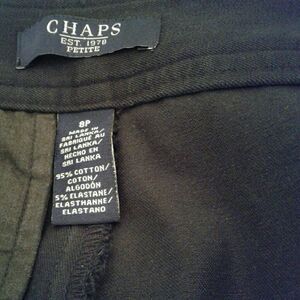 CHAPS
EST. 1978
PETITE
8P
MADE IN
SRI LANKA/
FABRIQUÉ AU
SRI LANKA/
HECHO EN
SRI LANKA
95% COTTON/
COTON/
ALGODÓN
5% ELASTANE/
ELASTHANNE/
ELASTANO